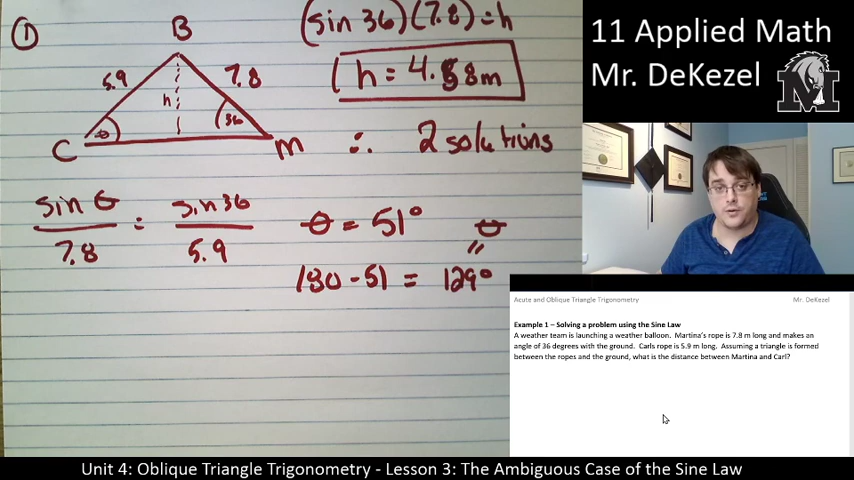 ①
B
5.9
7.8
h
θ
36
C
M
(sin 36)(7.8) = h
h = 4.58m
∴ 2 solutions
sin θ / 7.8 = sin 36 / 5.9
θ = 51°
θ
"
180 - 51 = 129°
11 Applied Math
Mr. DeKezel
M
Acute and Oblique Triangle Trigonometry Mr. DeKezel
Example 1 – Solving a problem using the Sine Law
A weather team is launching a weather balloon. Martina's rope is 7.8 m long and makes an
angle of 36 degrees with the ground. Carls rope is 5.9 m long. Assuming a triangle is formed
between the ropes and the ground, what is the distance between Martina and Carl?
Unit 4: Oblique Triangle Trigonometry - Lesson 3: The Ambiguous Case of the Sine Law